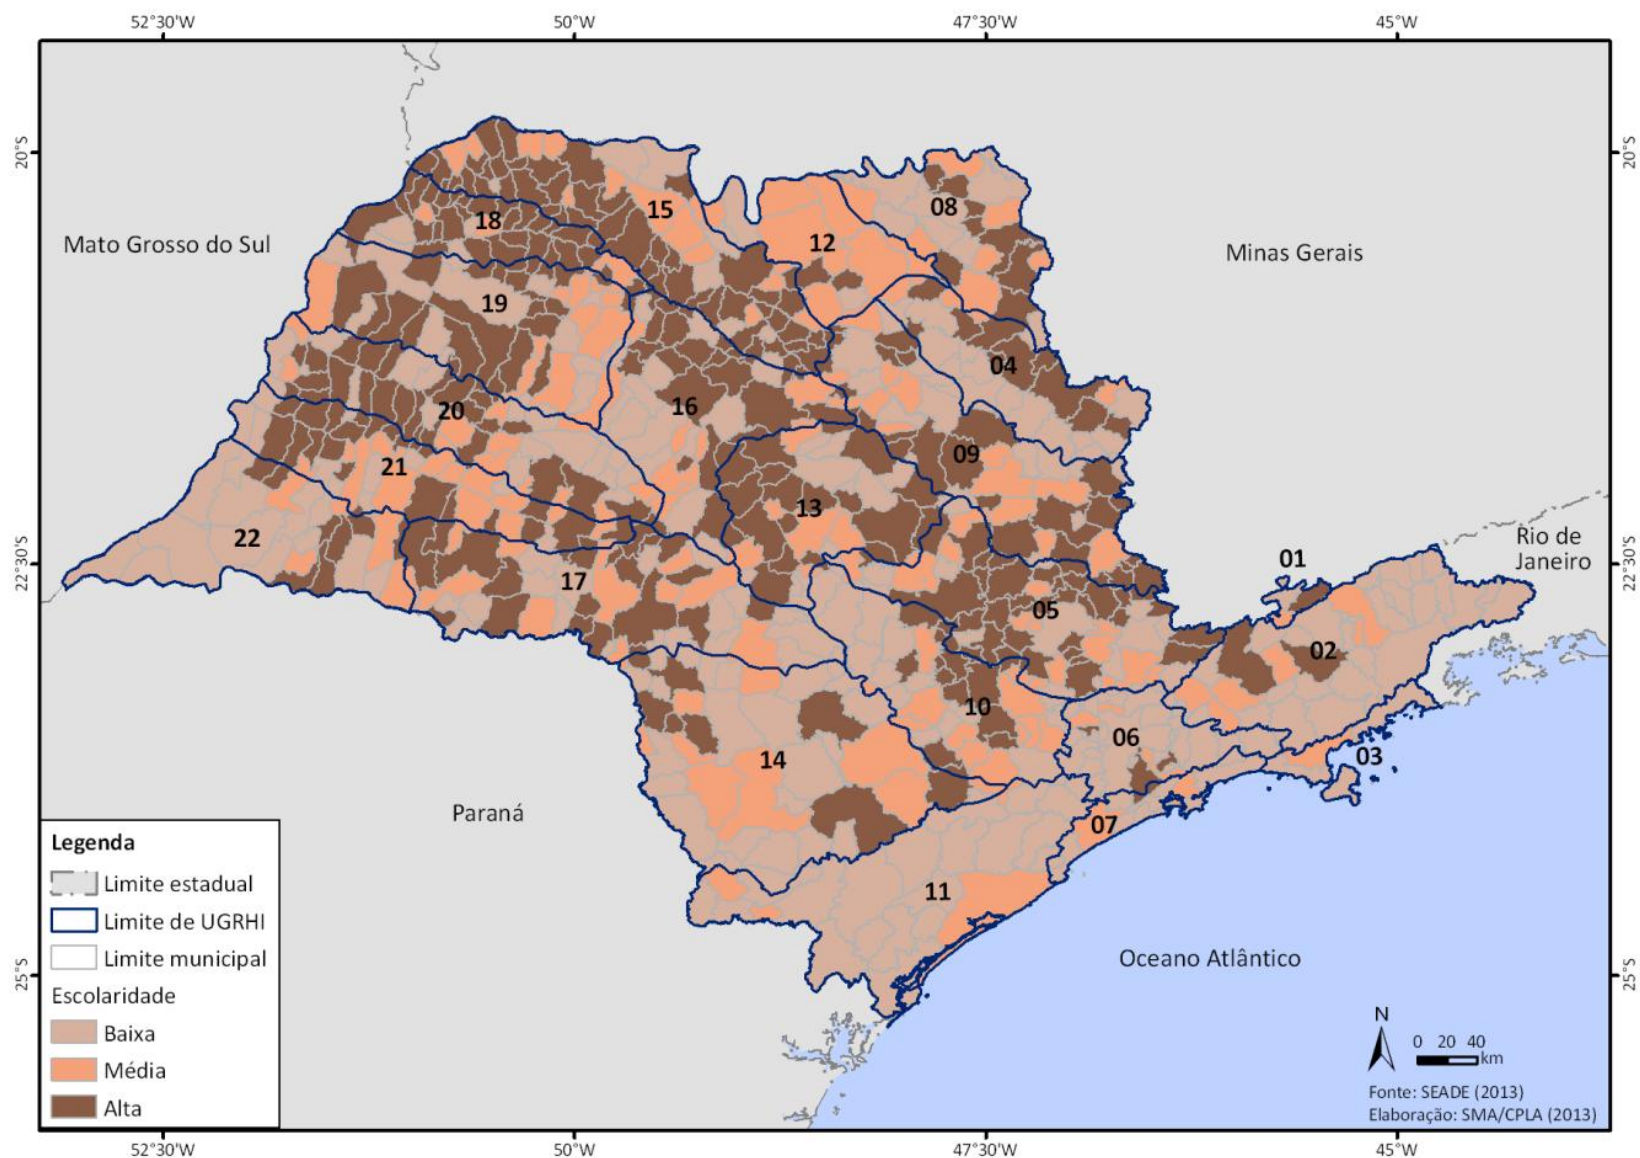 52°30'W
50°W
47°30'W
45°W
20°S
20°S
Mato Grosso do Sul
Minas Gerais
18
15
12
08
19
04
20
16
09
21
13
22
22°30'S
22°30'S
17
05
01
Rio de
Janeiro
02
10
06
03
14
07
11
Paraná
Oceano Atlântico
25°S
25°S
Legenda
Limite estadual
Limite de UGRHI
Limite municipal
Escolaridade
Baixa
Média
Alta
N
0 20 40
km
Fonte: SEADE (2013)
Elaboração: SMA/CPLA (2013)
52°30'W
50°W
47°30'W
45°W